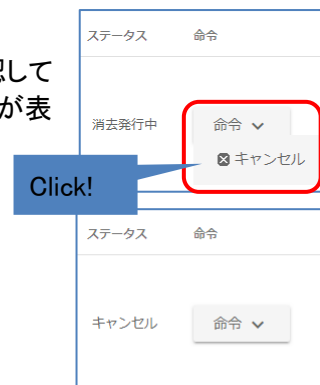 ステータス 命令
認して
が表
消去発行中 命令
キャンセル
Click!
ステータス 命令
キャンセル 命令